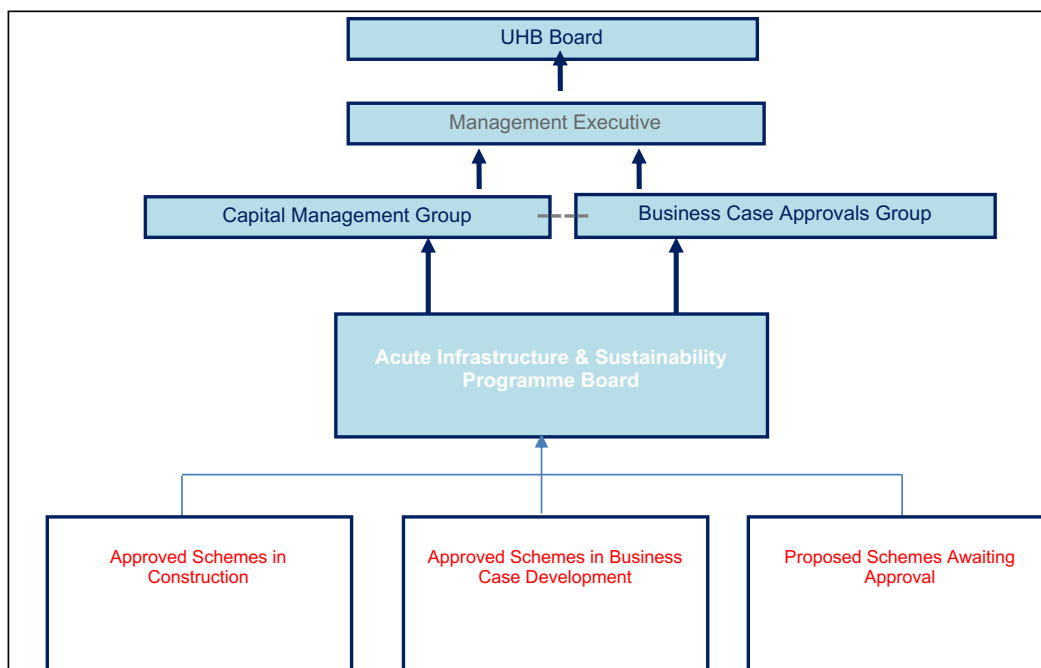 UHB Board
Management Executive
Capital Management Group
Business Case Approvals Group
Acute Infrastructure & Sustainability
Programme Board
Approved Schemes in
Construction
Approved Schemes in Business
Case Development
Proposed Schemes Awaiting
Approval